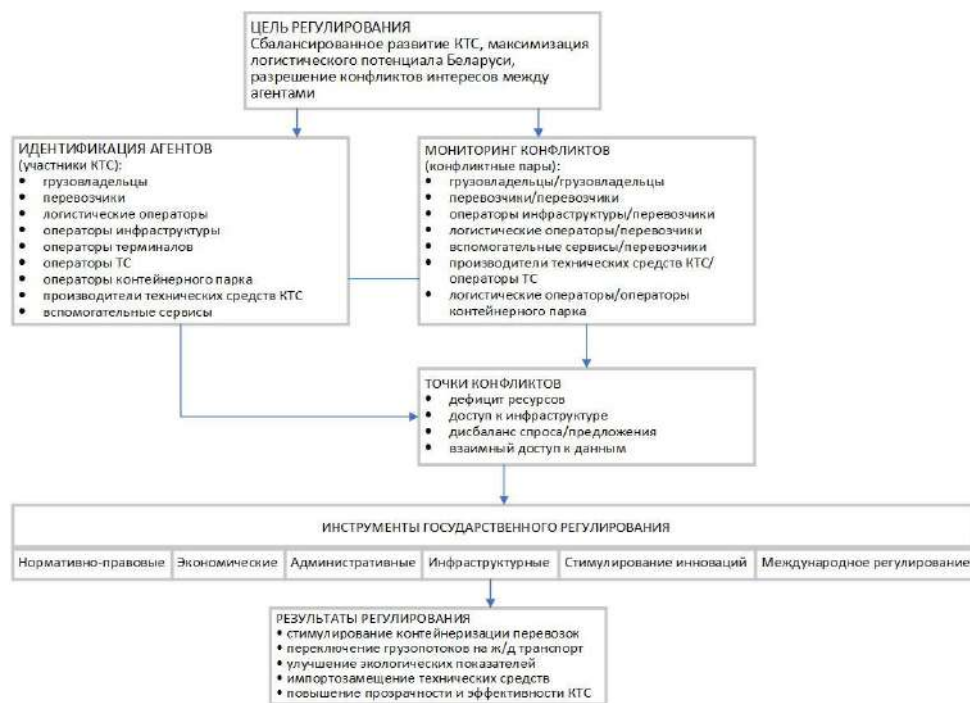 ЦЕЛЬ РЕГУЛИРОВАНИЯ
Сбалансированное развитие КТС, максимизация
логистического потенциала Беларуси,
разрешение конфликтов интересов между
агентами
ИДЕНТИФИКАЦИЯ АГЕНТОВ
(участники КТС):
• грузовладельцы
• перевозчики
• логистические операторы
• операторы инфраструктуры
• операторы терминалов
• операторы ТС
• операторы контейнерного парка
• производители технических средств КТС
• вспомогательные сервисы
МОНИТОРИНГ КОНФЛИКТОВ
(конфликтные пары):
• грузовладельцы/грузовладельцы
• перевозчики/перевозчики
• операторы инфраструктуры/перевозчики
• логистические операторы/перевозчики
• вспомогательные сервисы/перевозчики
• производители технических средств КТС/
операторы ТС
• логистические операторы/операторы
контейнерного парка
ТОЧКИ КОНФЛИКТОВ
• дефицит ресурсов
• доступ к инфраструктуре
• дисбаланс спроса/предложения
• взаимный доступ к данным
ИНСТРУМЕНТЫ ГОСУДАРСТВЕННОГО РЕГУЛИРОВАНИЯ
Нормативно-правовые Экономические Административные Инфраструктурные Стимулирование инноваций Международное регулирование
РЕЗУЛЬТАТЫ РЕГУЛИРОВАНИЯ
• стимулирование контейнеризации перевозок
• переключение грузопотоков на ж/д транспорт
• улучшение экологических показателей
• импортозамещение технических средств
• повышение прозрачности и эффективности КТС